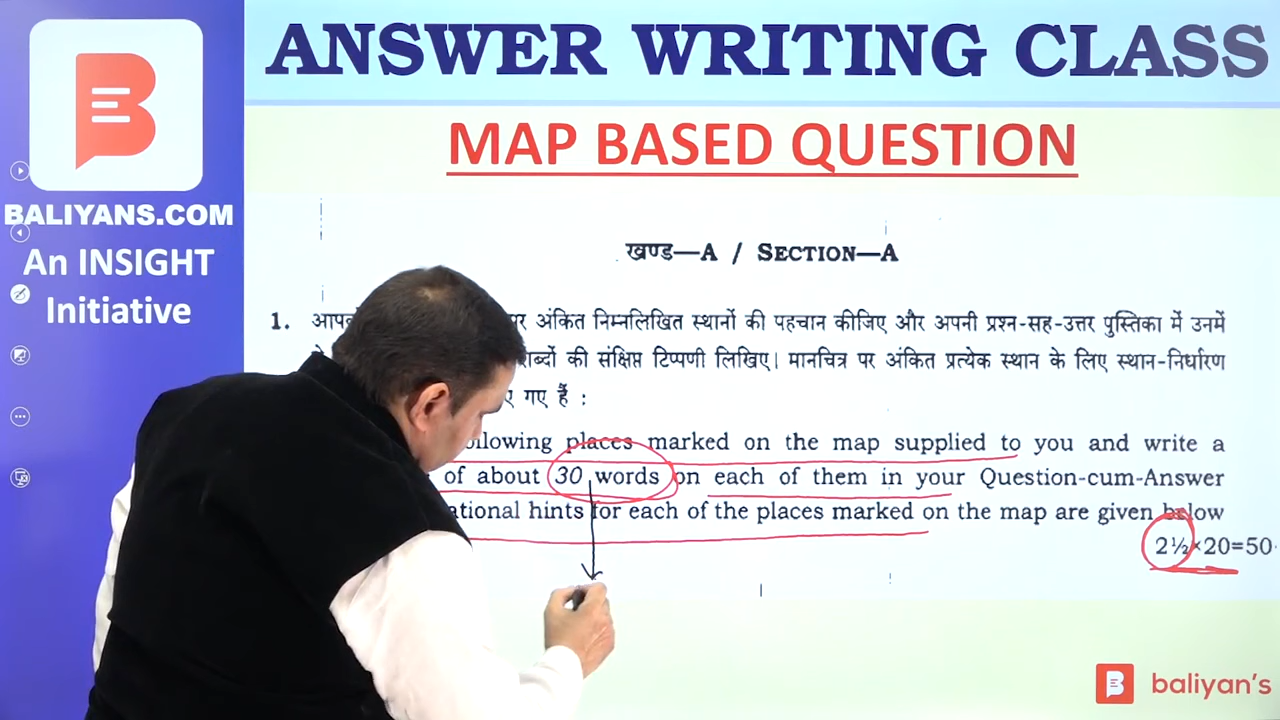 ANSWER WRITING CLASS
MAP BASED QUESTION
BALIYANS.COM
An INSIGHT
Initiative
खण्ड—A / SECTION—A
1. पर अंकित निम्नलिखित स्थानों की पहचान कीजिए और अपनी प्रश्न-सह-उत्तर पुस्तिका में उनमें
की संक्षिप्त टिप्पणी लिखिए। मानचित्र पर अंकित प्रत्येक स्थान के लिए स्थान-निर्धारण
गए हैं :
places marked on the map supplied to you and write a
of about 30 words on each of them in your Question-cum-Answer
hints for each of the places marked on the map are given below
2½×20=50
baliyan's